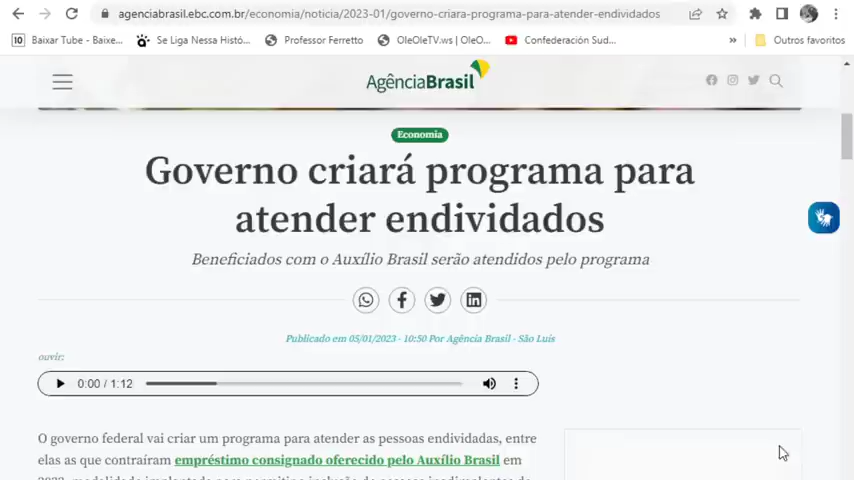 agenciabrasil.ebc.com.br/economia/noticia/2023-01/governo-criara-programa-para-atender-endividados
Baixar Tube - Baixe... Se Liga Nessa Histó... Professor Ferretto OleOleTV.ws | OleO... Confederación Sud... » Outros favoritos
AgênciaBrasil
Economia
Governo criará programa para
atender endividados
Beneficiados com o Auxílio Brasil serão atendidos pelo programa
Publicado em 05/01/2023 - 10:50 Por Agência Brasil - São Luís
ouvir:
0:00 / 1:12
O governo federal vai criar um programa para atender as pessoas endividadas, entre
elas as que contraíram empréstimo consignado oferecido pelo Auxílio Brasil em